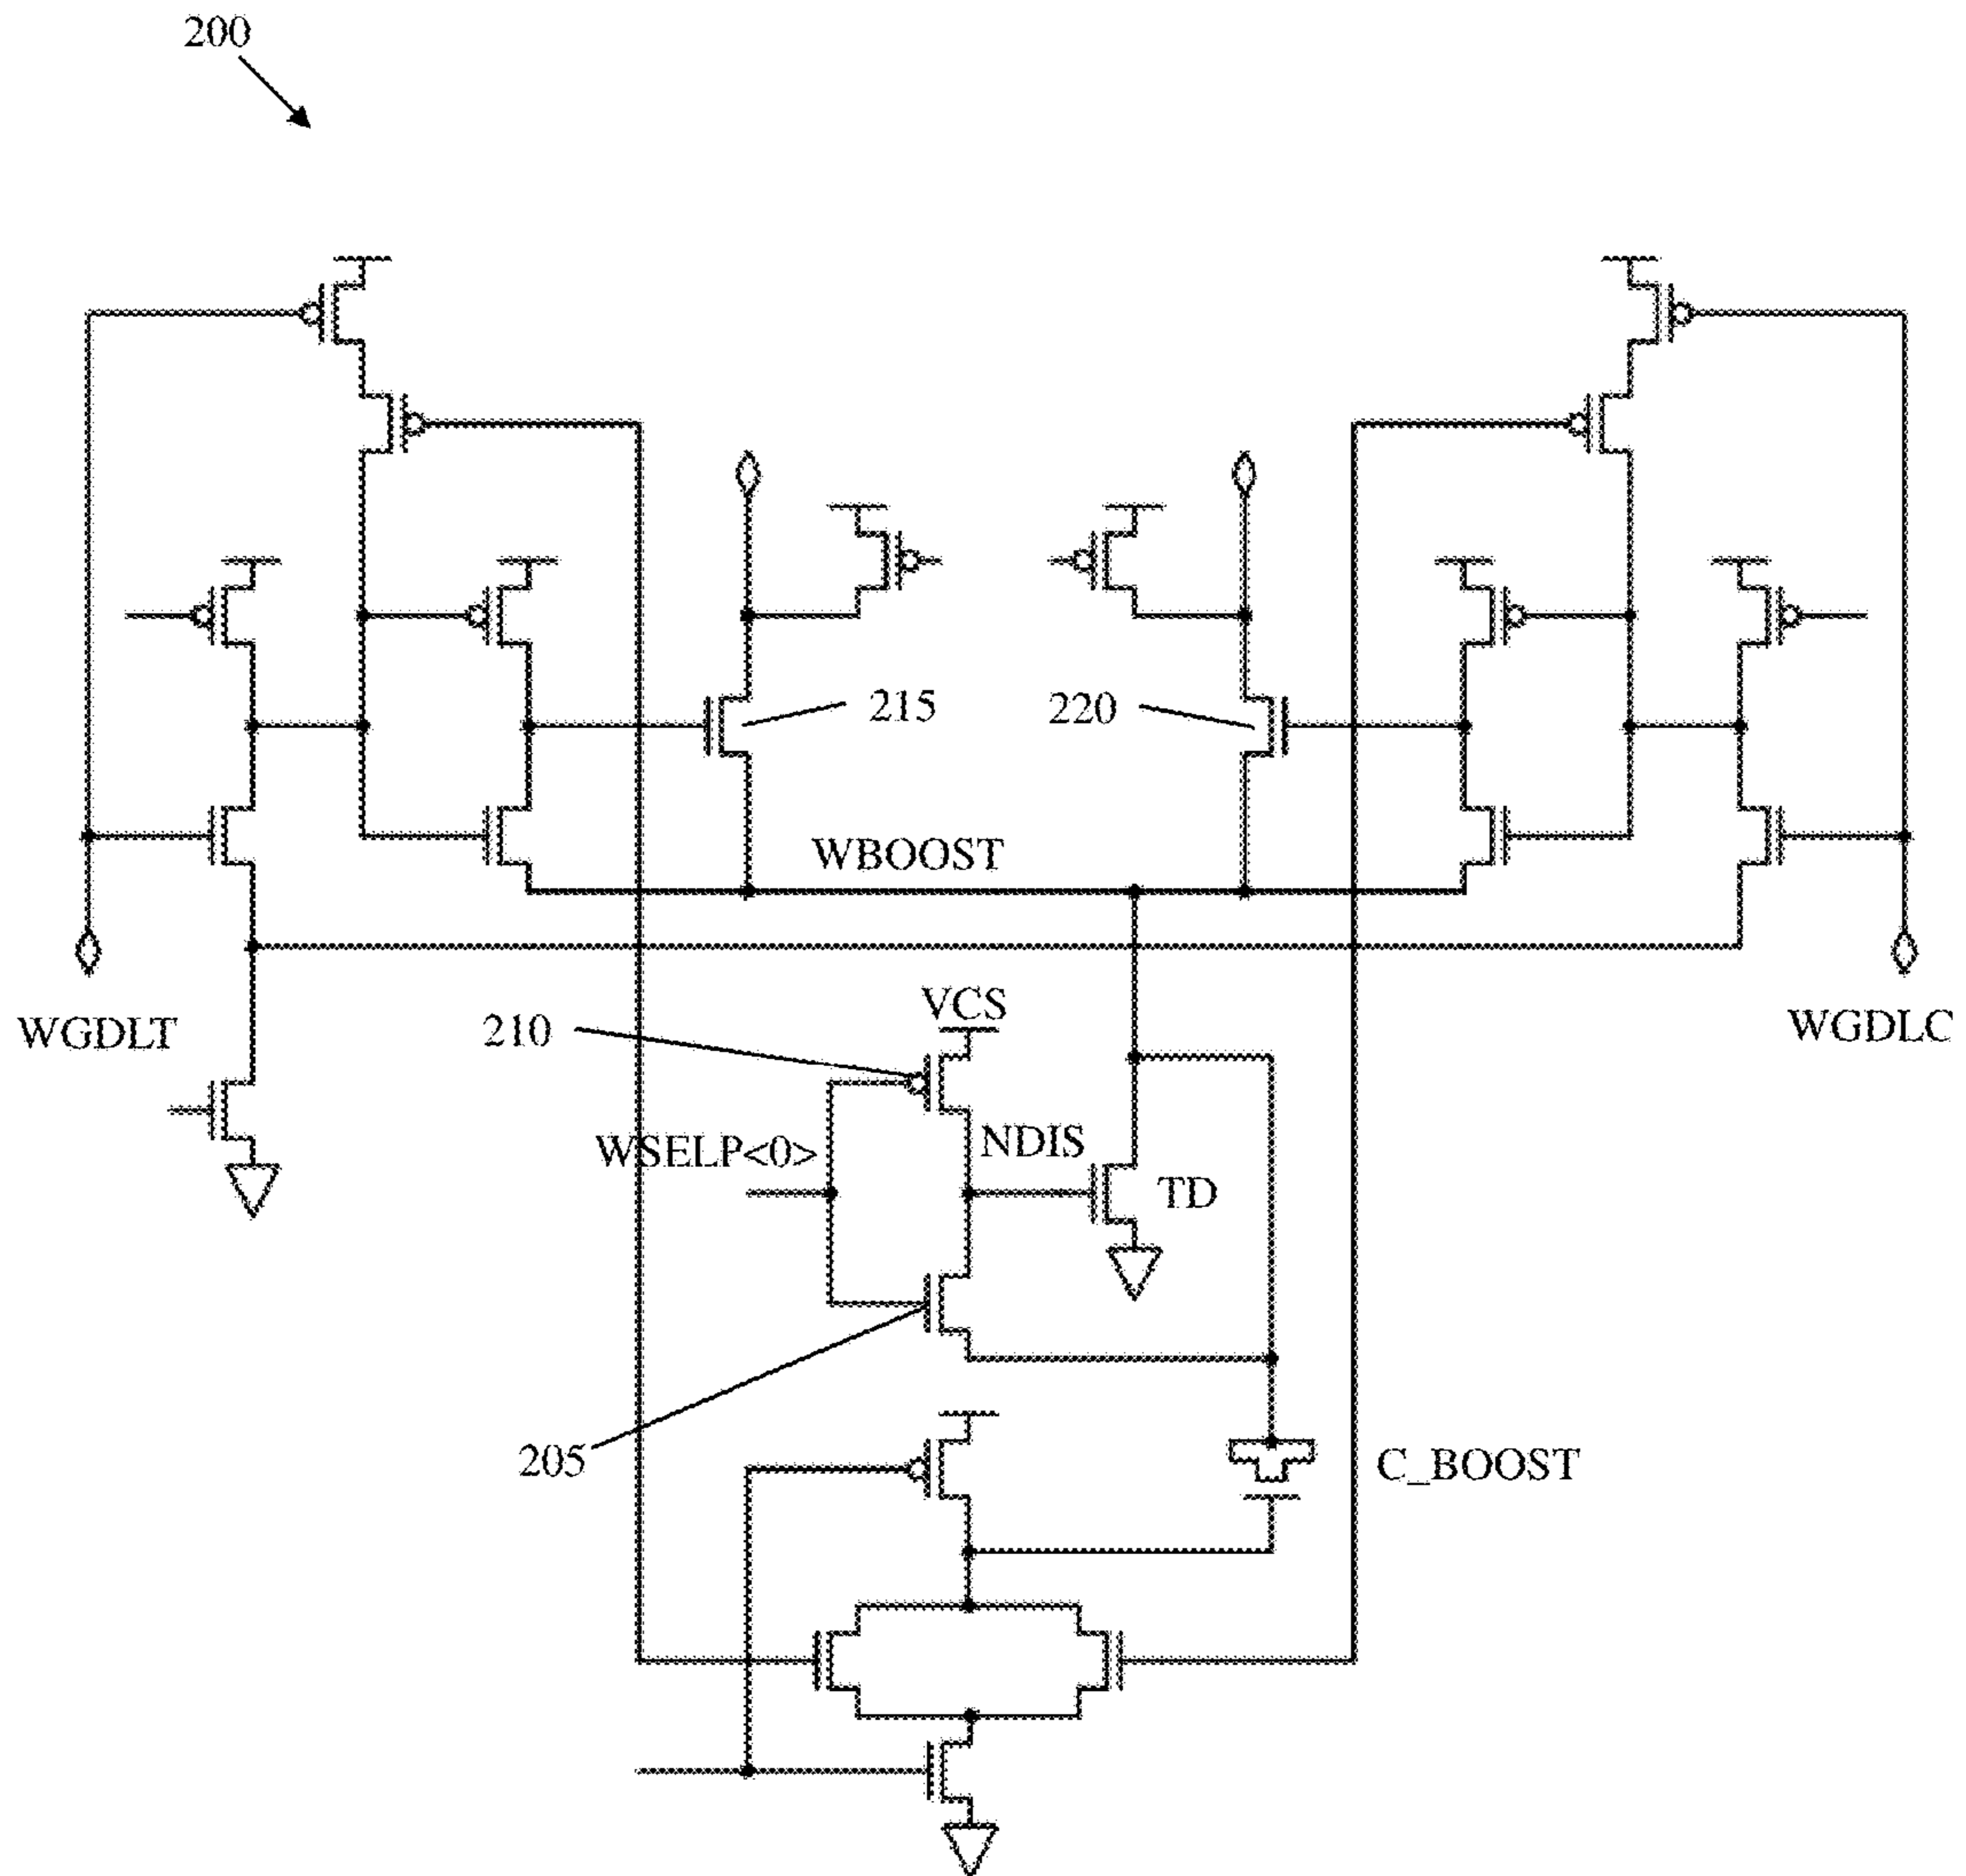 200
215
220
WBOOST
WGDLT
VCS
210
WGDLC
WSELP<0>
NDIS
TD
205
C_BOOST